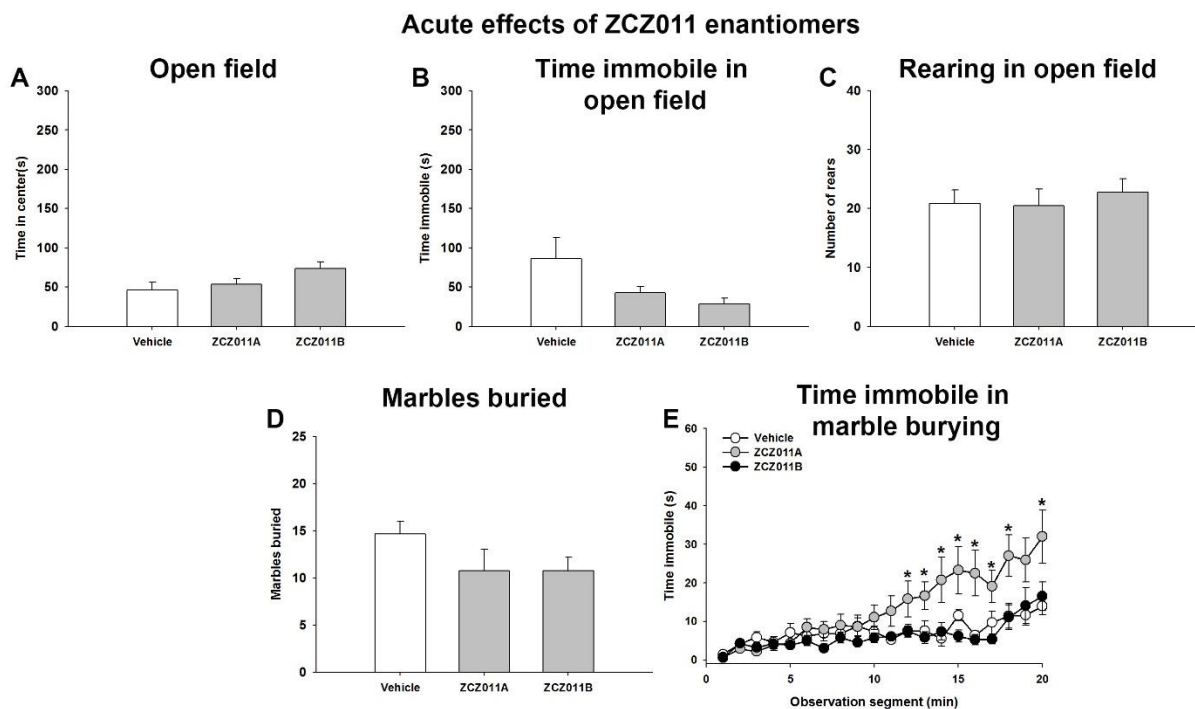 Acute effects of ZCZ011 enantiomers
A
Open field
300
250
200
150
100
50
0
Time in center(s)
Vehicle
ZCZ011A
ZCZ011B
B
Time immobile in
open field
300
250
200
150
100
50
0
Time immobile (s)
Vehicle
ZCZ011A
ZCZ011B
C
Rearing in open field
40
30
20
10
0
Number of rears
Vehicle
ZCZ011A
ZCZ011B
D
Marbles buried
25
20
15
10
5
0
Marbles buried
Vehicle
ZCZ011A
ZCZ011B
E
Time immobile in
marble burying
60
50
40
30
20
10
0
Time immobile (s)
Vehicle
ZCZ011A
ZCZ011B
* * * * * * * *
0 5 10 15 20
Observation segment (min)